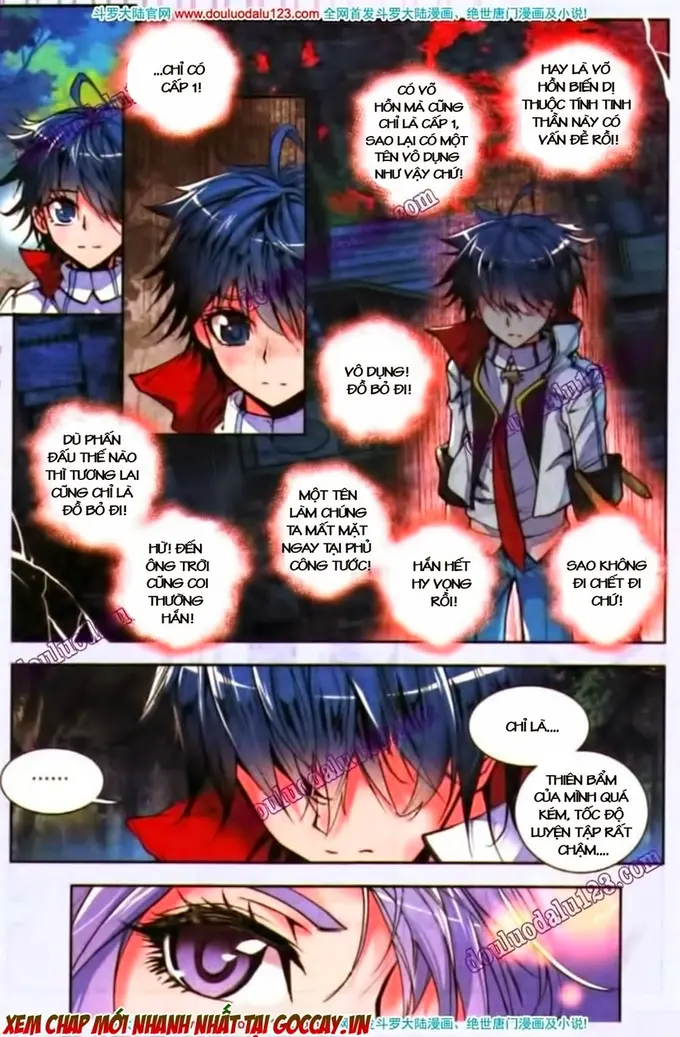 斗罗大陆官网 www.douluodalu123.com 全网首发斗罗大陆漫画、绝世唐门漫画及小说!
...CHỈ CÓ
CẤP 1!
CÓ VÕ
HỒN MÀ CŨNG
CHỈ LÀ CẤP 1,
SAO LẠI CÓ MỘT
TÊN VÔ DỤNG
NHƯ VẬY CHỨ!
HAY LÀ VÕ
HỒN BIẾN DỊ
THUỘC TÍNH TINH
THẦN NÀY CÓ
VẤN ĐỀ RỒI!
VÔ DỤNG!
ĐỒ BỎ ĐI!
DÙ PHẤN
ĐẤU THẾ NÀO
THÌ TƯƠNG LAI
CŨNG CHỈ LÀ
ĐỒ BỎ ĐI!
HỪ! ĐẾN
ÔNG TRỜI
CŨNG COI
THƯỜNG
HẮN!
MỘT TÊN
LÀM CHÚNG
TA MẤT MẶT
NGAY TẠI PHỦ
CÔNG TƯỚC!
HẮN HẾT
HY VỌNG
RỒI!
SAO KHÔNG
ĐI CHẾT ĐI
CHỨ!
douluodalu
douluodalu123.com
......
CHỈ LÀ....
THIÊN BẨM
CỦA MÌNH QUÁ
KÉM, TỐC ĐỘ
LUYỆN TẬP RẤT
CHẬM....
douluodalu123.com
XEM CHAP MỚI NHANH NHẤT TẠI GOCCAY.VN
斗罗大陆漫画、绝世唐门漫画及小说!